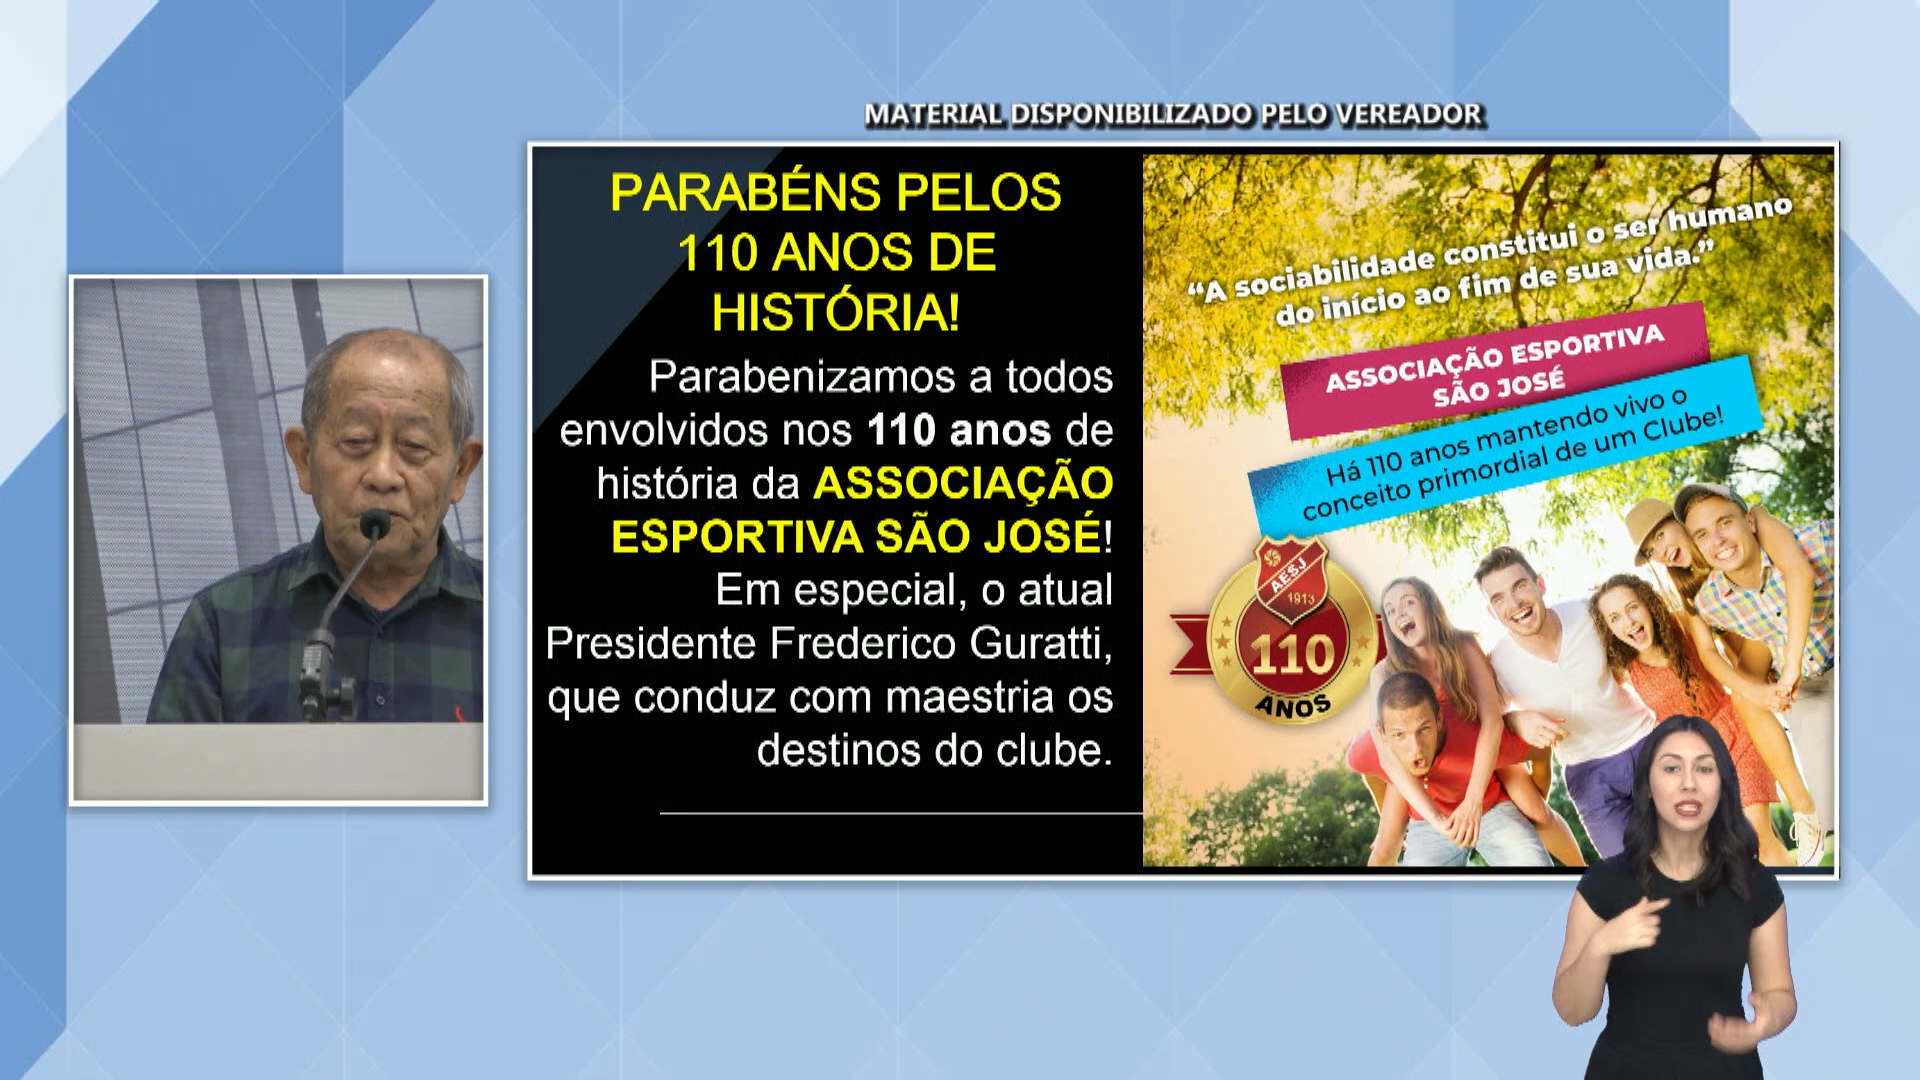 MATERIAL DISPONIBILIZADO PELO VEREADOR
PARABÉNS PELOS
110 ANOS DE
HISTÓRIA!
Parabenizamos a todos
envolvidos nos 110 anos de
história da ASSOCIAÇÃO
ESPORTIVA SÃO JOSÉ!
Em especial, o atual
Presidente Frederico Guratti,
que conduz com maestria os
destinos do clube.
“A sociabilidade constitui o ser humano
do início ao fim de sua vida.”
ASSOCIAÇÃO ESPORTIVA
SÃO JOSÉ
Há 110 anos mantendo vivo o
conceito primordial de um Clube!
AESJ
1913
110
ANOS